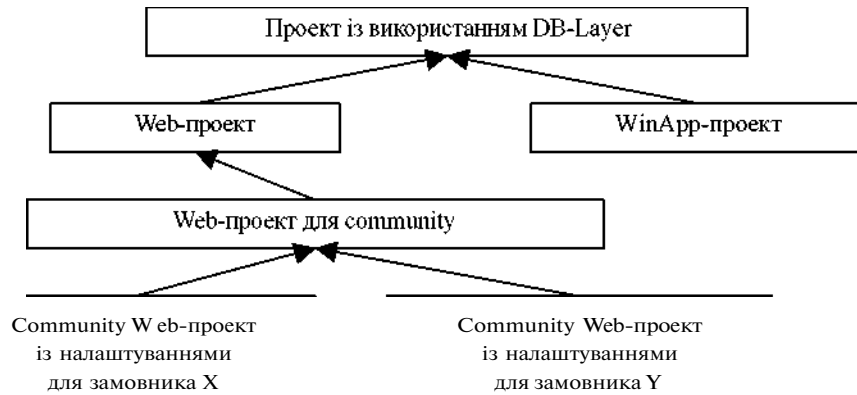 Проект із використанням DB-Layer
Web-проект
WinApp-проект
Web-проект для community
Community Web-проект
із налаштуваннями
для замовника X
Community Web-проект
із налаштуваннями
для замовника Y